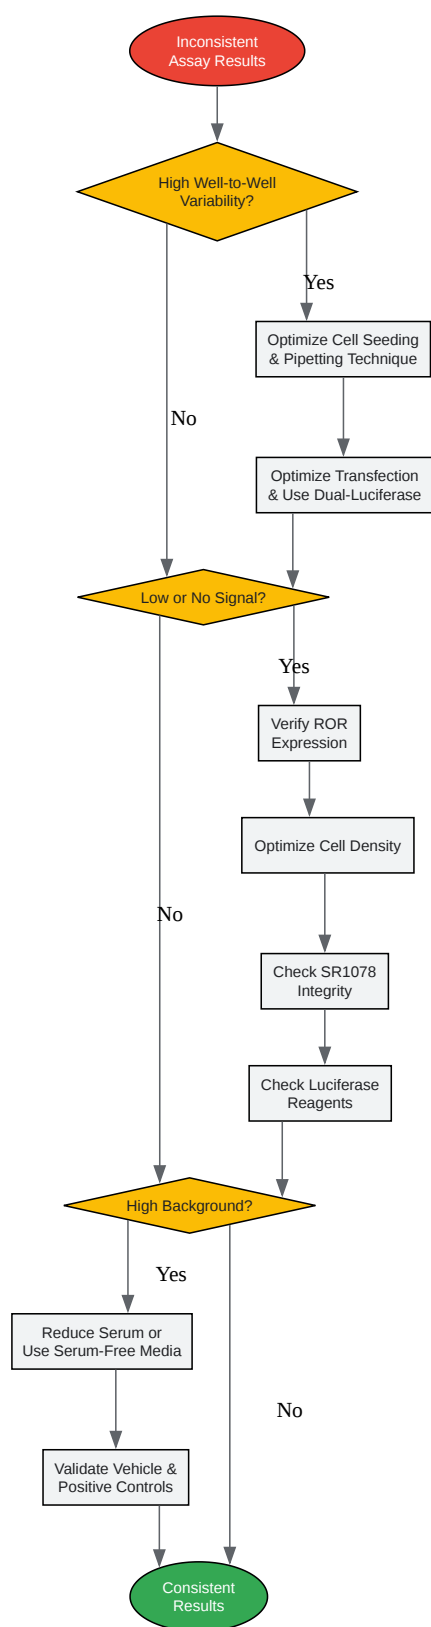 Inconsistent
Assay Results
High Well-to-Well
Variability?
Yes
Optimize Cell Seeding
& Pipetting Technique
No
Optimize Transfection
& Use Dual-Luciferase
Low or No Signal?
Yes
Verify ROR
Expression
Optimize Cell Density
No
Check SR1078
Integrity
Check Luciferase
Reagents
High Background?
Yes
Reduce Serum or
Use Serum-Free Media
No
Validate Vehicle &
Positive Controls
Consistent
Results